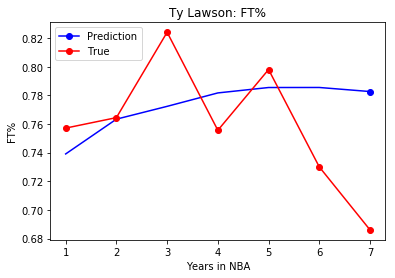 Ty Lawson: FT%
Prediction
True
0.82
0.80
0.78
0.76
0.74
0.72
0.70
0.68
FT%
1 2 3 4 5 6 7
Years in NBA